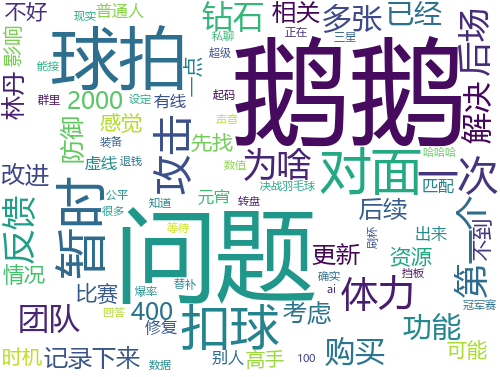 不好 影响 现实 普通人 钻石 相关 多张 已经
林丹 球拍 一点 鹅鹅 后场
群里 设定 2000 有线 超级 私聊 正在 三星 能接
防御 感觉 攻击 起码 声音 解决
装备 先找 为啥 对面 一次 哈哈哈
改进 虚线 退钱 数值 决战羽毛球 匹配 不到
反馈 暂时 公平 很多 知道 元宵 转盘 后续 第一个
情况 问题 等待 更新 刷杯 出来 资源
比赛 爆率 替补 体力 确实 挡板 冠军赛
团队 400 回答 扣球 考虑 ai 功能
时机 记录下来 修复 数据 别人 高手 100 购买 可能